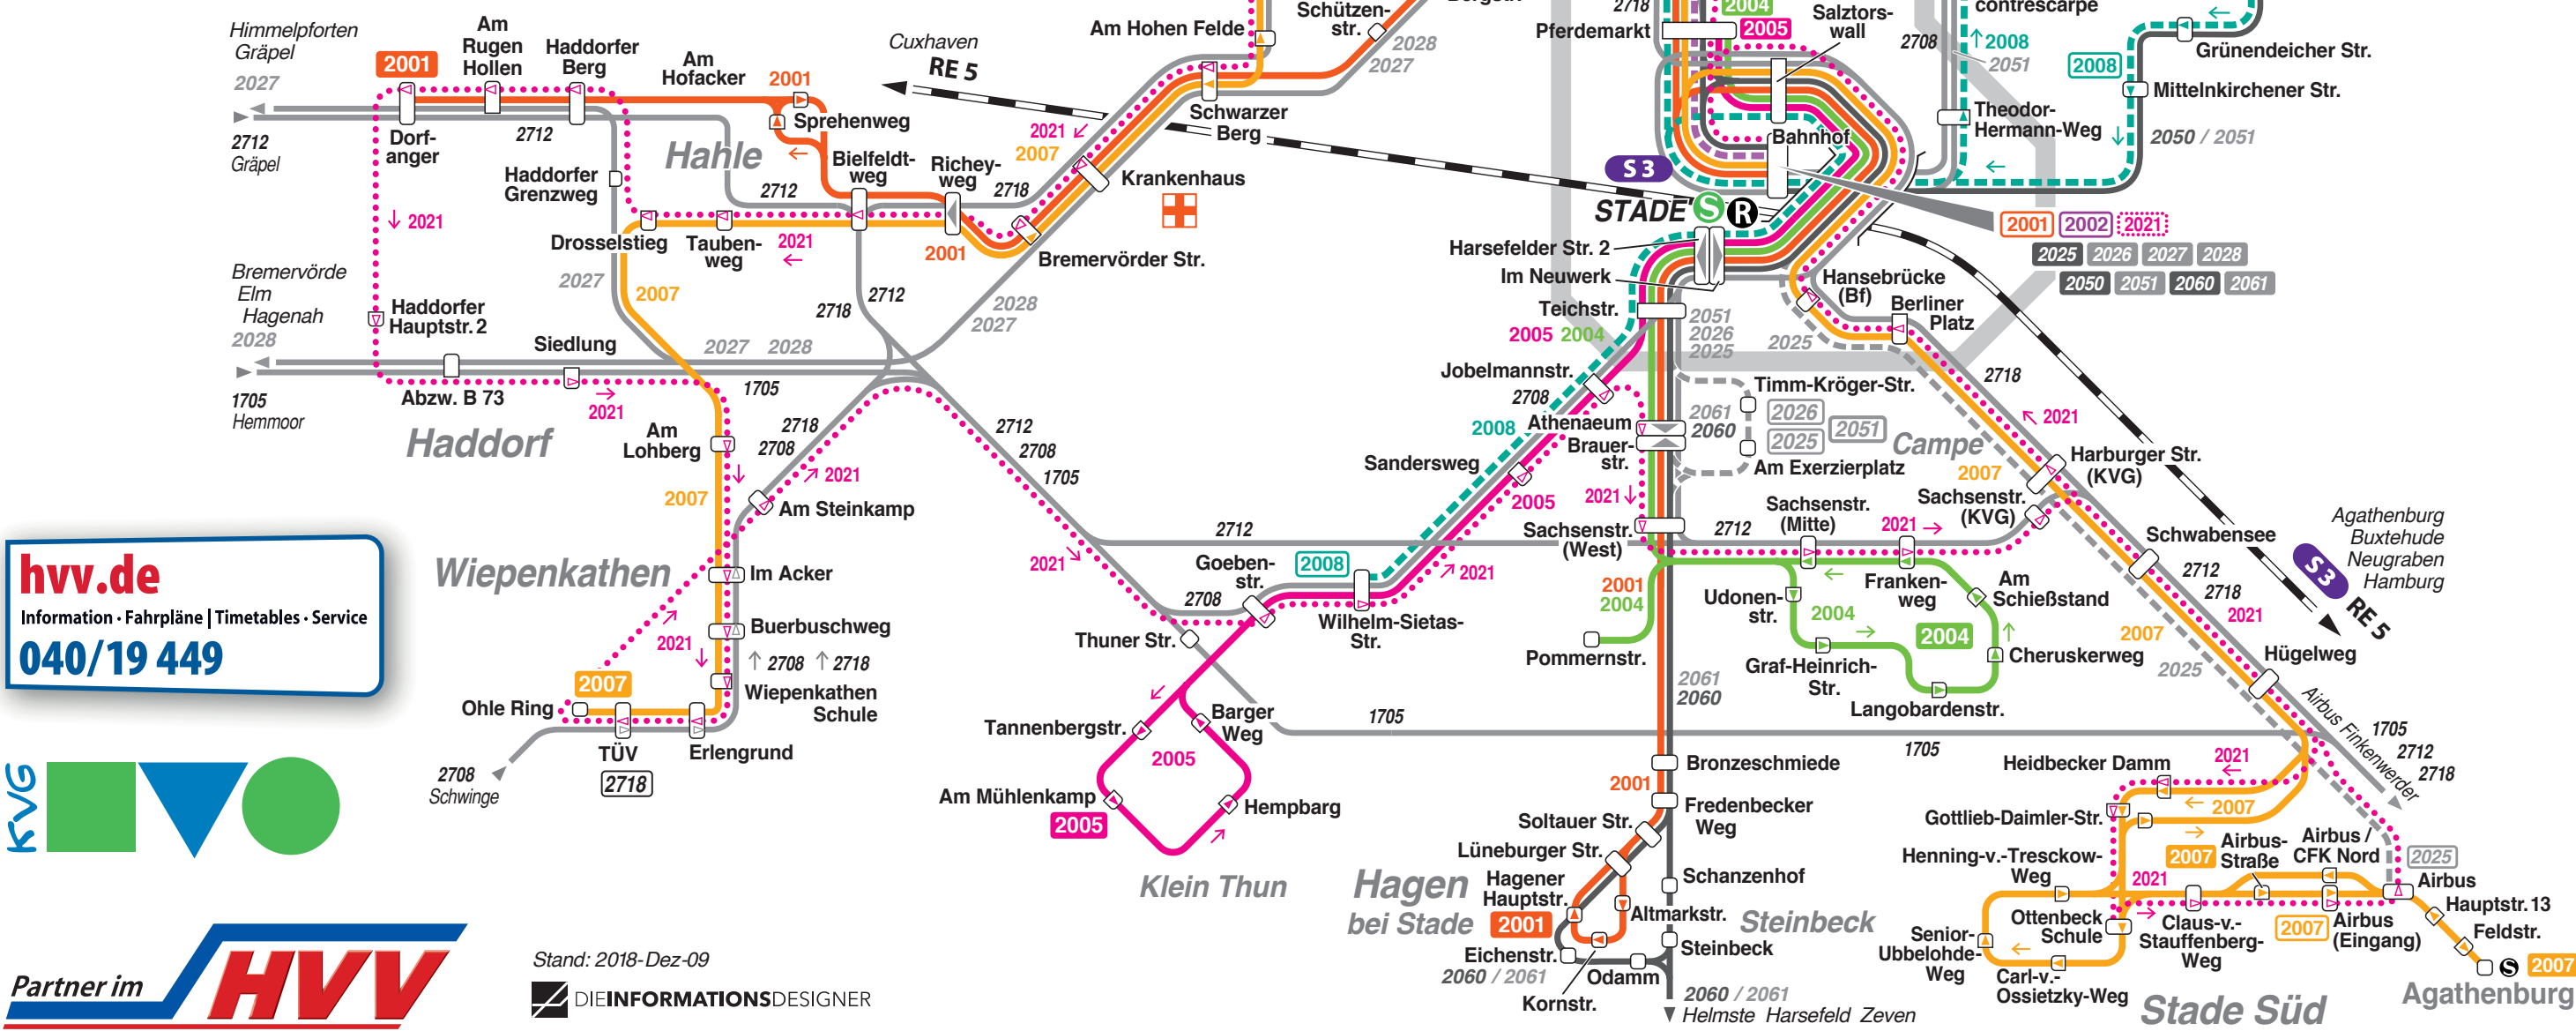 Himmelpforten
Gräpel
2027
2712
Gräpel
2001
Am
Rugen
Hollen
Haddorfer
Berg
Am
Hofacker
2001
Dorf-
anger
2712
Sprehenweg
Haddorfer
Grenzweg
Hahle
2712
Bielfeldt-
weg
Richey-
weg
2718
2021
Drosselstieg
Tauben-
weg
2021
2001
Bremervörder Str.
Cuxhaven
RE 5
Am Hohen Felde
Schützen-
str.
2028
2027
Schwarzer
Berg
2021
2007
Krankenhaus
Bremervörde
Elm
Hagenah
2028
Haddorfer
Hauptstr. 2
2027
2007
2718
2712
2028
2027
Siedlung
2027 2028
1705
Hemmoor
Abzw. B 73
2021
1705
Haddorf
Am
Lohberg
2718
2708
2007
2021
Am Steinkamp
2712
2708
1705
Wiepenkathen
Im Acker
Buerbuschweg
2021
2708 2718
2007
Wiepenkathen
Schule
Ohle Ring
TÜV
2718
Erlengrund
2708
Schwinge
hvv.de
Information · Fahrpläne | Timetables · Service
040/19 449
KVG
Partner im
HVV
Stand: 2018-Dez-09
DIEINFORMATIONSDESIGNER
2718
2004
2005
Pferdemarkt
Salztors-
wall
2708
contrescarpe
2008
2051
2008
Grünendeicher Str.
Mittelnkirchener Str.
Theodor-
Hermann-Weg
2050 / 2051
Bahnhof
S 3
STADE
S
R
2001 2002 2021
2025 2026 2027 2028
2050 2051 2060 2061
Harsefelder Str. 2
Im Neuwerk
Teichstr.
2005 2004
2051
2026
2025
Hansebrücke
(Bf)
Berliner
Platz
2025
2718
Jobelmannstr.
2708
Timm-Kröger-Str.
2061
2060
2026
2025
2051
2008
Athenaeum
Brauer-
str.
Am Exerzierplatz
Campe
2021
Harburger Str.
(KVG)
2007
Sandersweg
2005
2021
Sachsenstr.
(West)
2712
Sachsenstr.
(Mitte)
2021
Sachsenstr.
(KVG)
Schwabensee
Agathenburg
Buxtehude
Neugraben
Hamburg
S 3
RE 5
2712
2021
2712
2718
2021
2007
2025
Goeben-
str.
2008
2021
2708
Wilhelm-Sietas-
Str.
Thuner Str.
2001
2004
Pommernstr.
Udonen-
str.
Franken-
weg
Am
Schießstand
2004
2004
Cheruskerweg
Graf-Heinrich-
Str.
Langobardenstr.
Hügelweg
Airbus Finkenwerder
Tannenbergstr.
Barger
Weg
2005
Am Mühlenkamp
2005
Hempbarg
Klein Thun
1705
2061
2060
1705
1705
2712
2718
Bronzeschmiede
2001
Fredenbecker
Weg
Soltauer Str.
Lüneburger Str.
Hagen
bei Stade
Hagener
Hauptstr.
2001
Schanzenhof
Altmarkstr.
Steinbeck
Steinbeck
Eichenstr.
2060 / 2061
Odamm
Kornstr.
2060 / 2061
Helmste Harsefeld Zeven
Heidbecker Damm
2021
2007
Gottlieb-Daimler-Str.
Henning-v.-Tresckow-
Weg
2007
Airbus-
Straße
Airbus /
CFK Nord
2025
Airbus
2021
Hauptstr. 13
Feldstr.
Ottenbeck
Schule
Claus-v.-
Stauffenberg-
Weg
2007
Airbus
(Eingang)
Senior-
Ubbelohde-
Weg
Carl-v.-
Ossietzky-Weg
S
2007
Agathenburg
Stade Süd